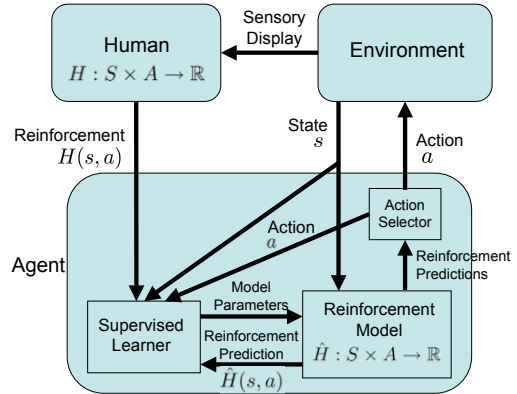 Human
H : S × A → ℝ
Sensory
Display
Environment
Reinforcement
H(s, a)
State
s
Action
a
Agent
Action
a
Action
Selector
Reinforcement
Predictions
Model
Parameters
Supervised
Learner
Reinforcement
Prediction
Ĥ(s, a)
Reinforcement
Model
Ĥ : S × A → ℝ